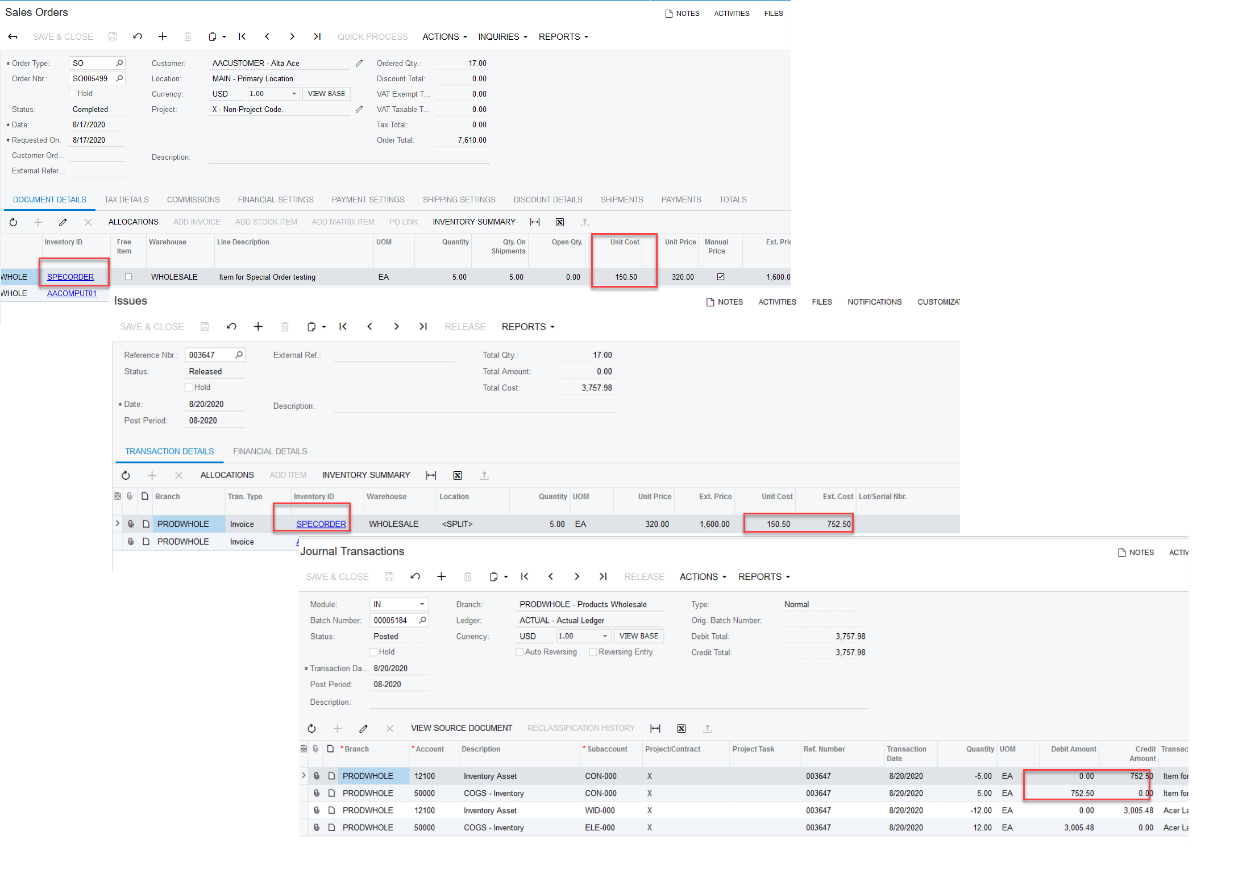 Sales Orders
NOTES ACTIVITIES FILES
SAVE & CLOSE QUICK PROCESS ACTIONS INQUIRIES REPORTS
Order Type: SO Customer: AACUSTOMER - Alta Ace Ordered Qty.: 17.00
Order Nbr.: SO005499 Location: MAIN - Primary Location Discount Total: 0.00
Hold Currency: USD 1.00 VIEW BASE VAT Exempt T... 0.00
Status: Completed Project: X - Non-Project Code. VAT Taxable T... 0.00
Date: 8/17/2020 Tax Total: 0.00
Requested On: 8/17/2020 Order Total: 7,610.00
Customer Ord...
Description:
External Refer...
DOCUMENT DETAILS TAX DETAILS COMMISSIONS FINANCIAL SETTINGS PAYMENT SETTINGS SHIPPING SETTINGS DISCOUNT DETAILS SHIPMENTS PAYMENTS TOTALS
ALLOCATIONS ADD INVOICE ADD STOCK ITEM ADD MATRIX ITEM PO LINK INVENTORY SUMMARY
Inventory ID Free Item Warehouse Line Description UOM Quantity Qty. On Shipments Open Qty. Unit Cost Unit Price Manual Price Ext. Pric
WHOLE SPECORDER WHOLESALE Item for Special Order testing EA 5.00 5.00 0.00 150.50 320.00 1,600.0
WHOLE AACOMPUT01
Issues
NOTES ACTIVITIES FILES NOTIFICATIONS CUSTOMIZAT
SAVE & CLOSE RELEASE REPORTS
Reference Nbr.: 003647 External Ref.: Total Qty.: 17.00
Status: Released Total Amount: 0.00
Hold Total Cost: 3,757.98
Date: 8/20/2020 Description:
Post Period: 08-2020
TRANSACTION DETAILS FINANCIAL DETAILS
ALLOCATIONS ADD ITEM INVENTORY SUMMARY
Branch Tran. Type Inventory ID Warehouse Location Quantity UOM Unit Price Ext. Price Unit Cost Ext. Cost Lot/Serial Nbr.
PRODWHOLE Invoice SPECORDER WHOLESALE <SPLIT> 5.00 EA 320.00 1,600.00 150.50 752.50
PRODWHOLE Invoice
Journal Transactions
NOTES ACTIV
SAVE & CLOSE RELEASE ACTIONS REPORTS
Module: IN Branch: PRODWHOLE - Products Wholesale Type: Normal
Batch Number: 00005184 Ledger: ACTUAL - Actual Ledger Orig. Batch Number:
Status: Posted Currency: USD 1.00 VIEW BASE Debit Total: 3,757.98
Hold Auto Reversing Reversing Entry Credit Total: 3,757.98
Transaction Da... 8/20/2020
Post Period: 08-2020
Description:
VIEW SOURCE DOCUMENT RECLASSIFICATION HISTORY
*Branch *Account Description *Subaccount Project/Contract Project Task Ref. Number Transaction Date Quantity UOM Debit Amount Credit Amount Transac
PRODWHOLE 12100 Inventory Asset CON-000 X 003647 8/20/2020 -5.00 EA 0.00 752.50 Item for
PRODWHOLE 50000 COGS - Inventory CON-000 X 003647 8/20/2020 5.00 EA 752.50 0.00 Item for
PRODWHOLE 12100 Inventory Asset WID-000 X 003647 8/20/2020 -12.00 EA 0.00 3,005.48 Acer La
PRODWHOLE 50000 COGS - Inventory ELE-000 X 003647 8/20/2020 12.00 EA 3,005.48 0.00 Acer La